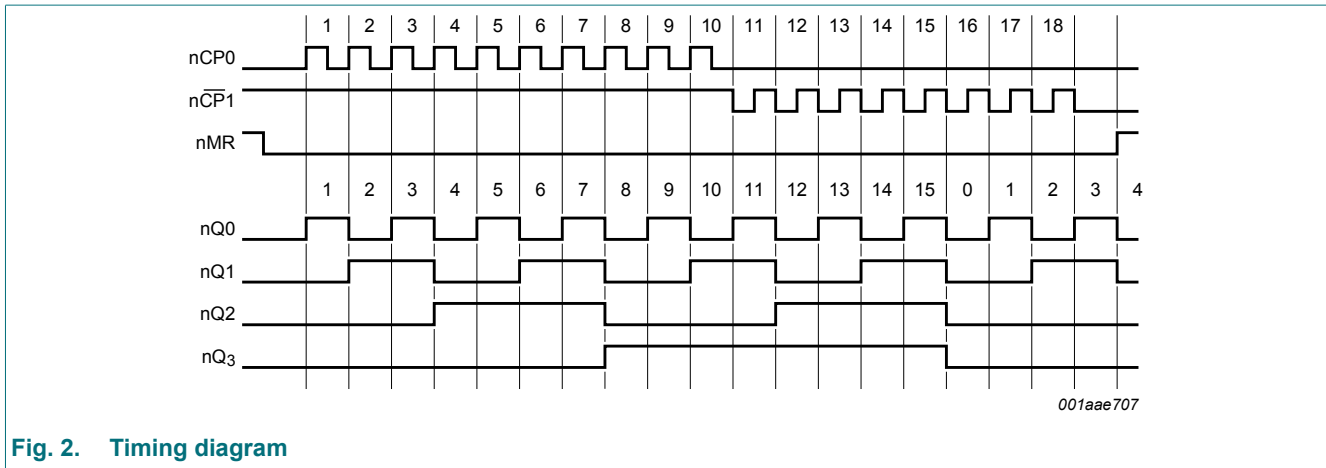 1 2 3 4 5 6 7 8 9 10 11 12 13 14 15 16 17 18
nCP0
nC̅P̅1
nMR
1 2 3 4 5 6 7 8 9 10 11 12 13 14 15 0 1 2 3 4
nQ0
nQ1
nQ2
nQ₃
001aae707
Fig. 2. Timing diagram